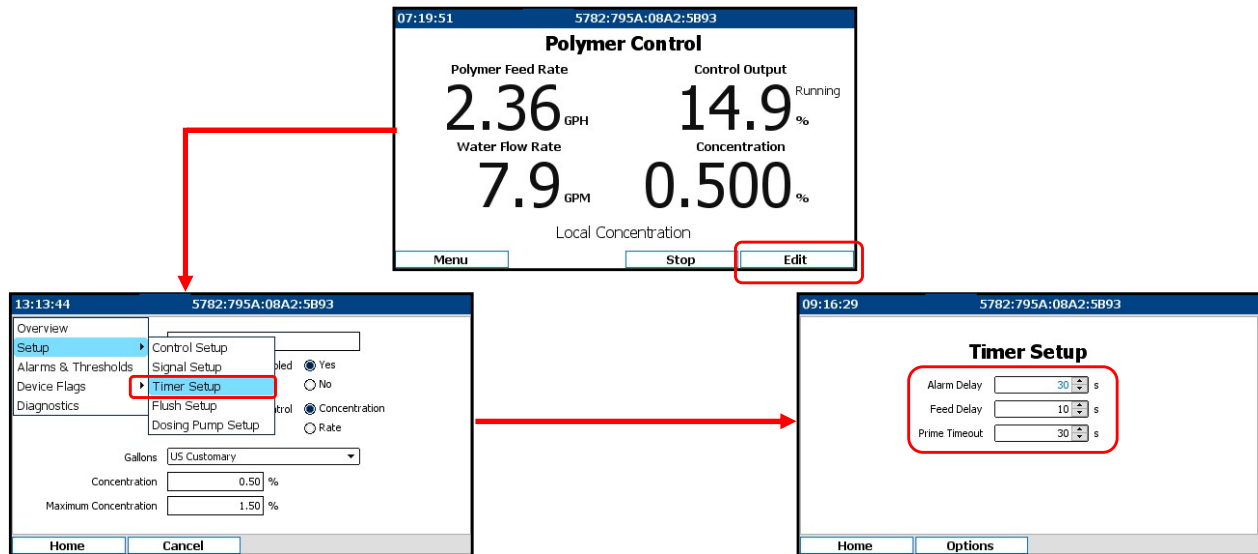 07:19:51 5782:795A:08A2:5B93
Polymer Control
Polymer Feed Rate Control Output
2.36 GPH 14.9 % Running
Water Flow Rate Concentration
7.9 GPM 0.500 %
Local Concentration
Menu Stop Edit
13:13:44 5782:795A:08A2:5B93
Overview
Setup Control Setup
Alarms & Thresholds Signal Setup bled Yes
Device Flags Timer Setup No
Diagnostics Flush Setup trol Concentration
Dosing Pump Setup Rate
Gallons US Customary
Concentration 0.50 %
Maximum Concentration 1.50 %
Home Cancel
09:16:29 5782:795A:08A2:5B93
Timer Setup
Alarm Delay 30 s
Feed Delay 10 s
Prime Timeout 30 s
Home Options